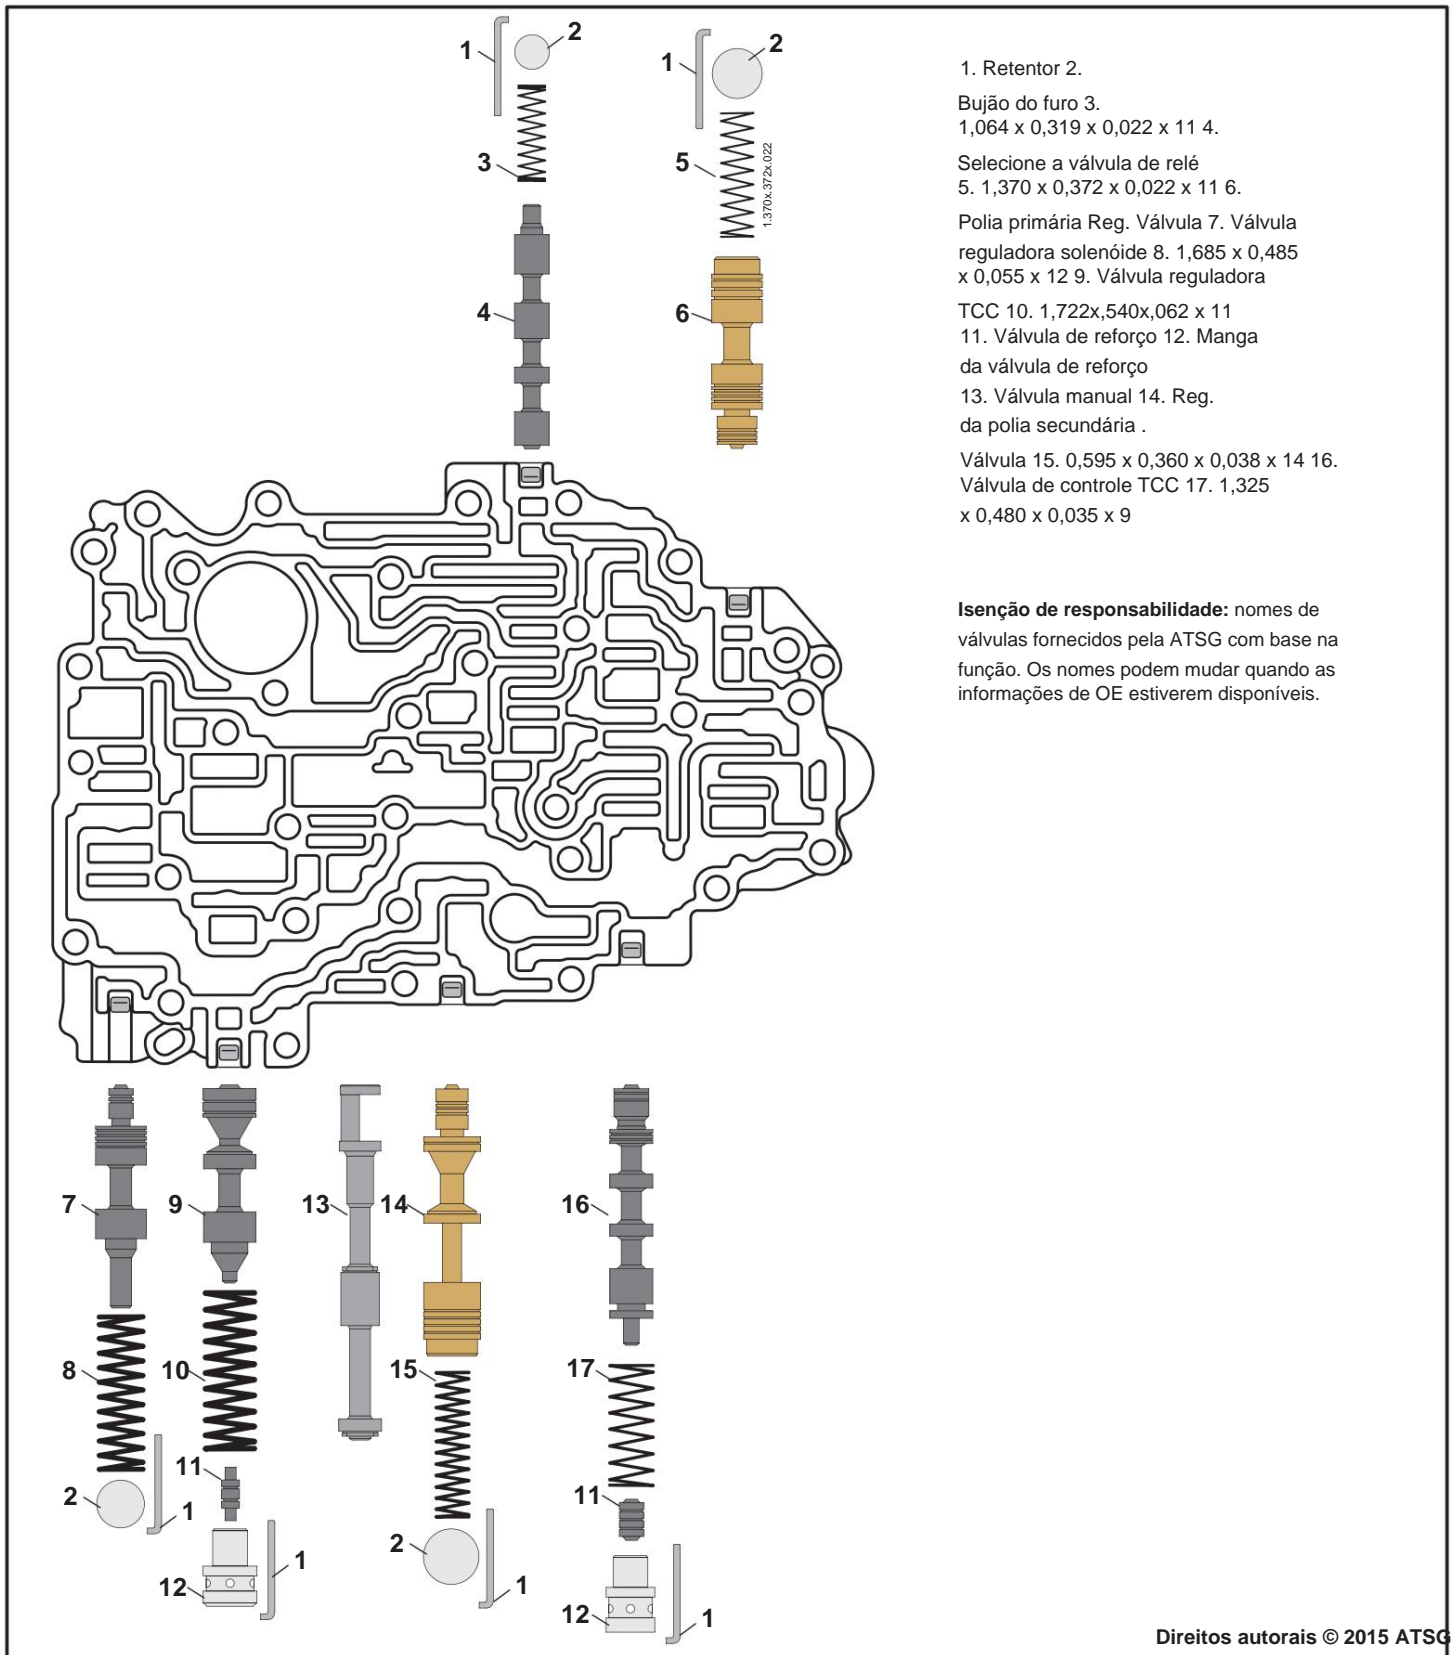 1
2
1
2
3
5
1.370x.372x.022
4
6
1. Retentor 2.
Bujão do furo 3.
1,064 x 0,319 x 0,022 x 11 4.
Selecione a válvula de relé
5. 1,370 x 0,372 x 0,022 x 11 6.
Polia primária Reg. Válvula 7. Válvula
reguladora solenóide 8. 1,685 x 0,485
x 0,055 x 12 9. Válvula reguladora
TCC 10. 1,722x,540x,062 x 11
11. Válvula de reforço 12. Manga
da válvula de reforço
13. Válvula manual 14. Reg.
da polia secundária .
Válvula 15. 0,595 x 0,360 x 0,038 x 14 16.
Válvula de controle TCC 17. 1,325
x 0,480 x 0,035 x 9
Isenção de responsabilidade: nomes de
válvulas fornecidos pela ATSG com base na
função. Os nomes podem mudar quando as
informações de OE estiverem disponíveis.
7
9
13
14
16
8
10
15
17
11
2
1
11
2
1
12
1
1
12
1
Direitos autorais © 2015 ATSG